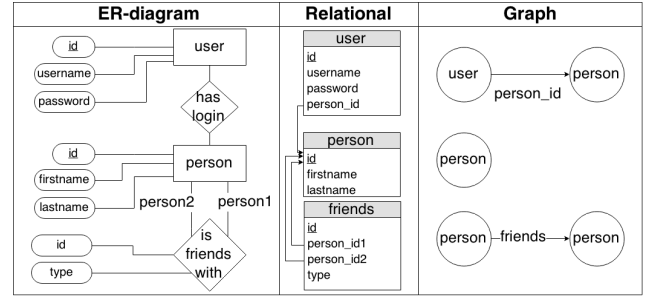 ER-diagram
Relational
Graph
id
username
password
user
has
login
id
firstname
lastname
person
person2
person1
id
type
is
friends
with
user
id
username
password
person_id
person
id
firstname
lastname
friends
id
person_id1
person_id2
type
user
person_id
person
person
person
friends
person